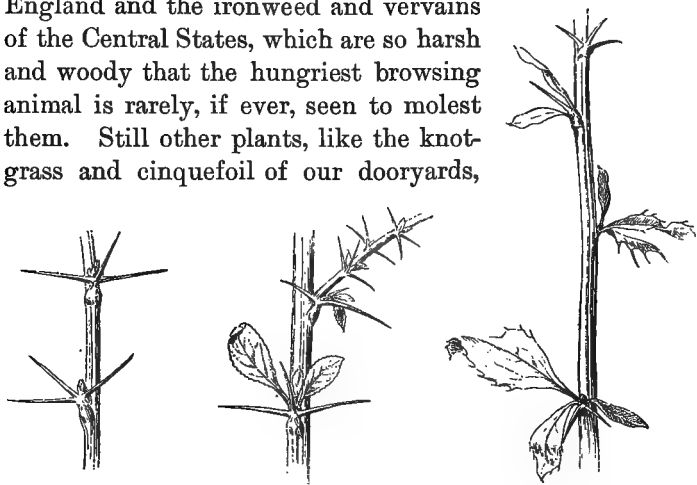 England and the ironweed and vervains
of the Central States, which are so harsh
and woody that the hungriest browsing
animal is rarely, if ever, seen to molest
them. Still other plants, like the knot-
grass and cinquefoil of our dooryards,